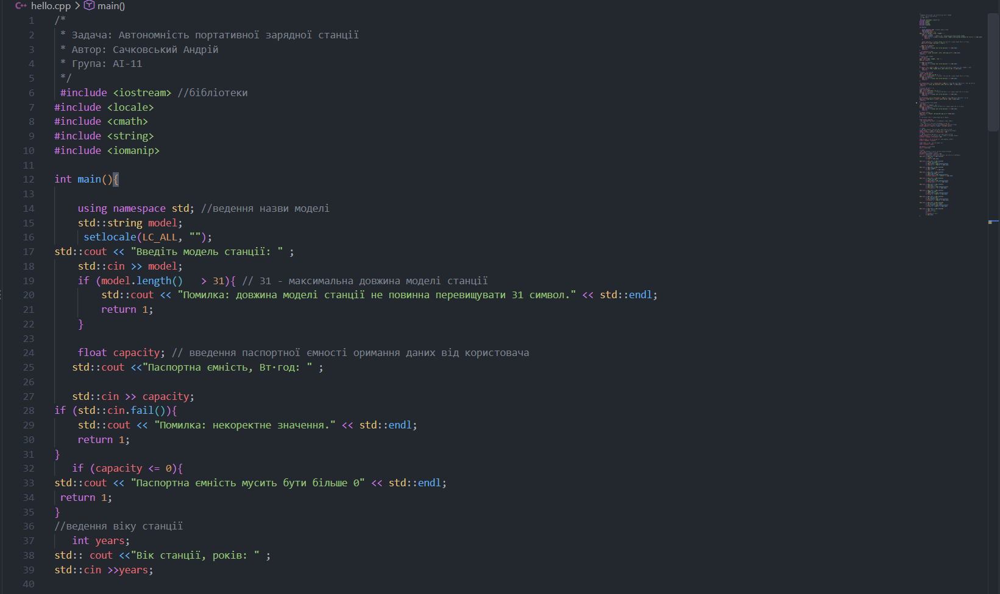 hello.cpp > main()
1 /*
2 * Задача: Автономність портативної зарядної станції
3 * Автор: Сачковський Андрій
4 * Група: АІ-11
5 */
6 #include <iostream> //бібліотеки
7 #include <locale>
8 #include <cmath>
9 #include <string>
10 #include <iomanip>
11
12 int main(){
13
14 using namespace std; //ведення назви моделі
15 std::string model;
16 setlocale(LC_ALL, "");
17 std::cout << "Введіть модель станції: " ;
18 std::cin >> model;
19 if (model.length()   > 31){ // 31 - максимальна довжина моделі станції
20 std::cout << "Помилка: довжина моделі станції не повинна перевищувати 31 символ." << std::endl;
21 return 1;
22 }
23
24 float capacity; // введення паспортної ємності оримання даних від користовача
25 std::cout <<"Паспортна ємність, Вт·год: " ;
26
27 std::cin >> capacity;
28 if (std::cin.fail()){
29 std::cout << "Помилка: некоректне значення." << std::endl;
30 return 1;
31 }
32 if (capacity <= 0){
33 std::cout << "Паспортна ємність мусить бути більше 0" << std::endl;
34 return 1;
35 }
36 //ведення віку станції
37 int years;
38 std:: cout <<"Вік станції, років: " ;
39 std::cin >>years;
40